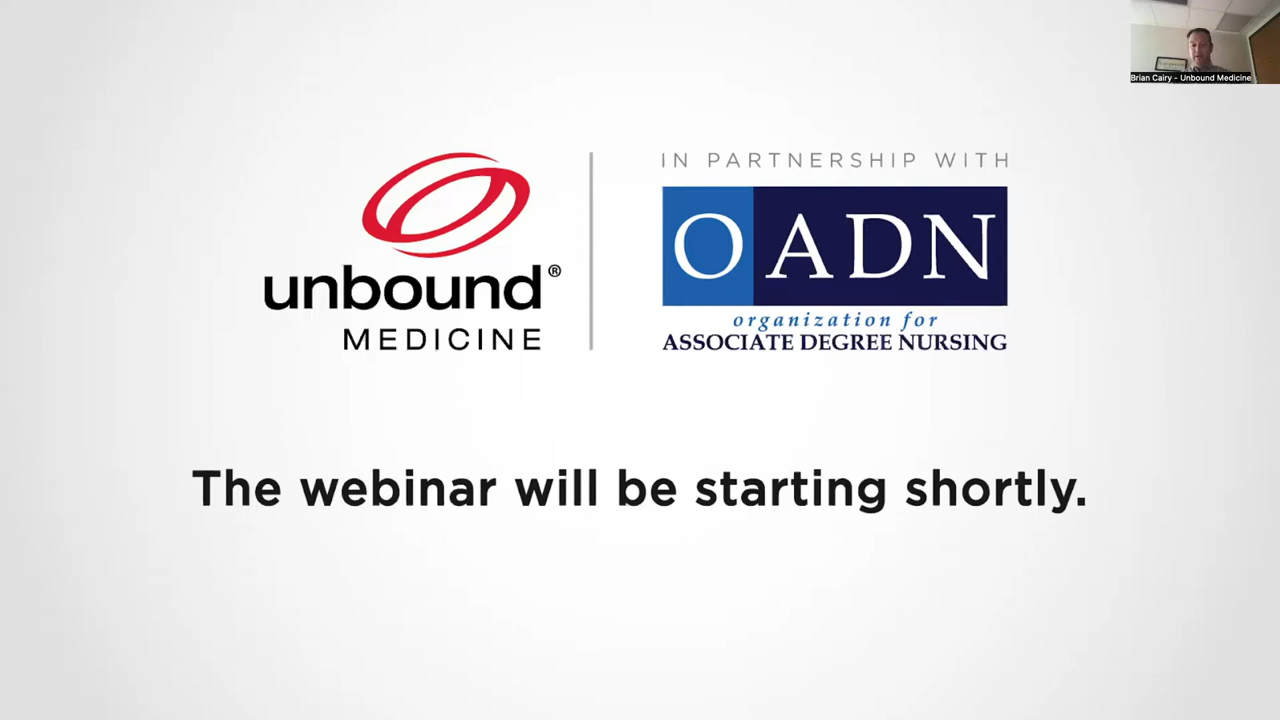 Brian Cairy - Unbound Medicine
IN PARTNERSHIP WITH
unbound®
MEDICINE
OADN
organization for
ASSOCIATE DEGREE NURSING
The webinar will be starting shortly.